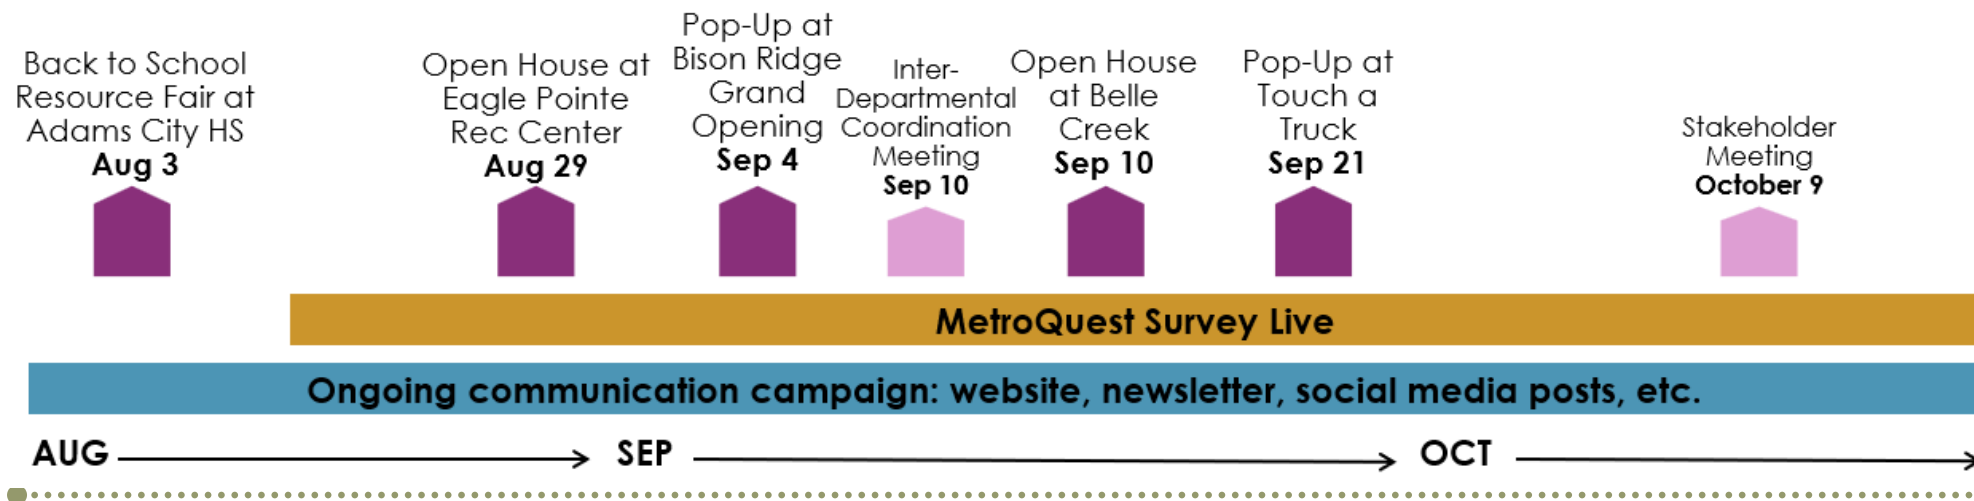 Back to School
Resource Fair at
Adams City HS
Aug 3
Open House at
Eagle Pointe
Rec Center
Aug 29
Pop-Up at
Bison Ridge
Grand
Opening
Sep 4
Inter-
Departmental
Coordination
Meeting
Sep 10
Open House
at Belle
Creek
Sep 10
Pop-Up at
Touch a
Truck
Sep 21
Stakeholder
Meeting
October 9
MetroQuest Survey Live
Ongoing communication campaign: website, newsletter, social media posts, etc.
AUG SEP OCT